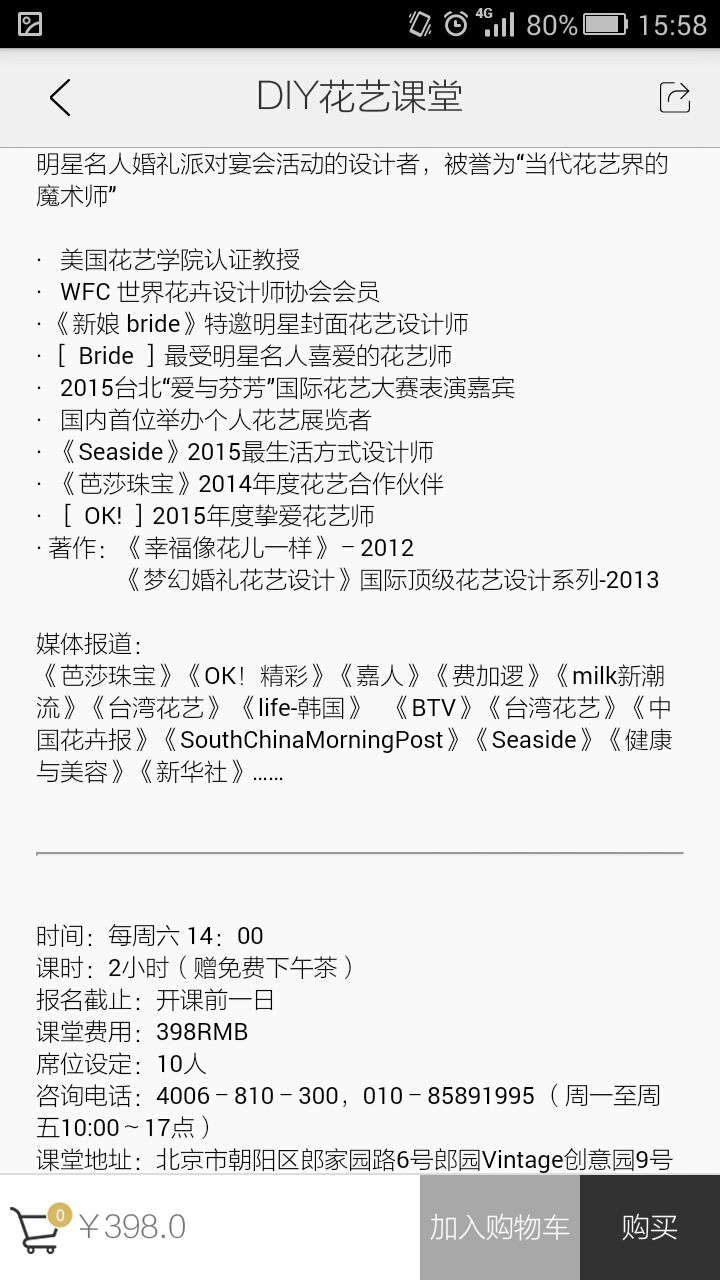 4G 80% 15:58
DIY花艺课堂
明星名人婚礼派对宴会活动的设计者，被誉为“当代花艺界的
魔术师”
· 美国花艺学院认证教授
· WFC 世界花卉设计师协会会员
·《新娘 bride》特邀明星封面花艺设计师
·［ Bride ］最受明星名人喜爱的花艺师
· 2015台北“爱与芬芳”国际花艺大赛表演嘉宾
· 国内首位举办个人花艺展览者
· 《Seaside》2015最生活方式设计师
· 《芭莎珠宝》2014年度花艺合作伙伴
· ［ OK! ］2015年度挚爱花艺师
· 著作：《幸福像花儿一样》– 2012
《梦幻婚礼花艺设计》国际顶级花艺设计系列-2013
媒体报道：
《芭莎珠宝》《OK！精彩》《嘉人》《费加逻》《milk新潮
流》《台湾花艺》《life-韩国》 《BTV》《台湾花艺》《中
国花卉报》《SouthChinaMorningPost》《Seaside》《健康
与美容》《新华社》......
时间：每周六 14：00
课时：2小时（赠免费下午茶）
报名截止：开课前一日
课堂费用：398RMB
席位设定：10人
咨询电话：4006－810－300，010－85891995 （周一至周
五10:00～17点）
课堂地址：北京市朝阳区郎家园路6号郎园Vintage创意园9号
0 ￥398.0 加入购物车 购买